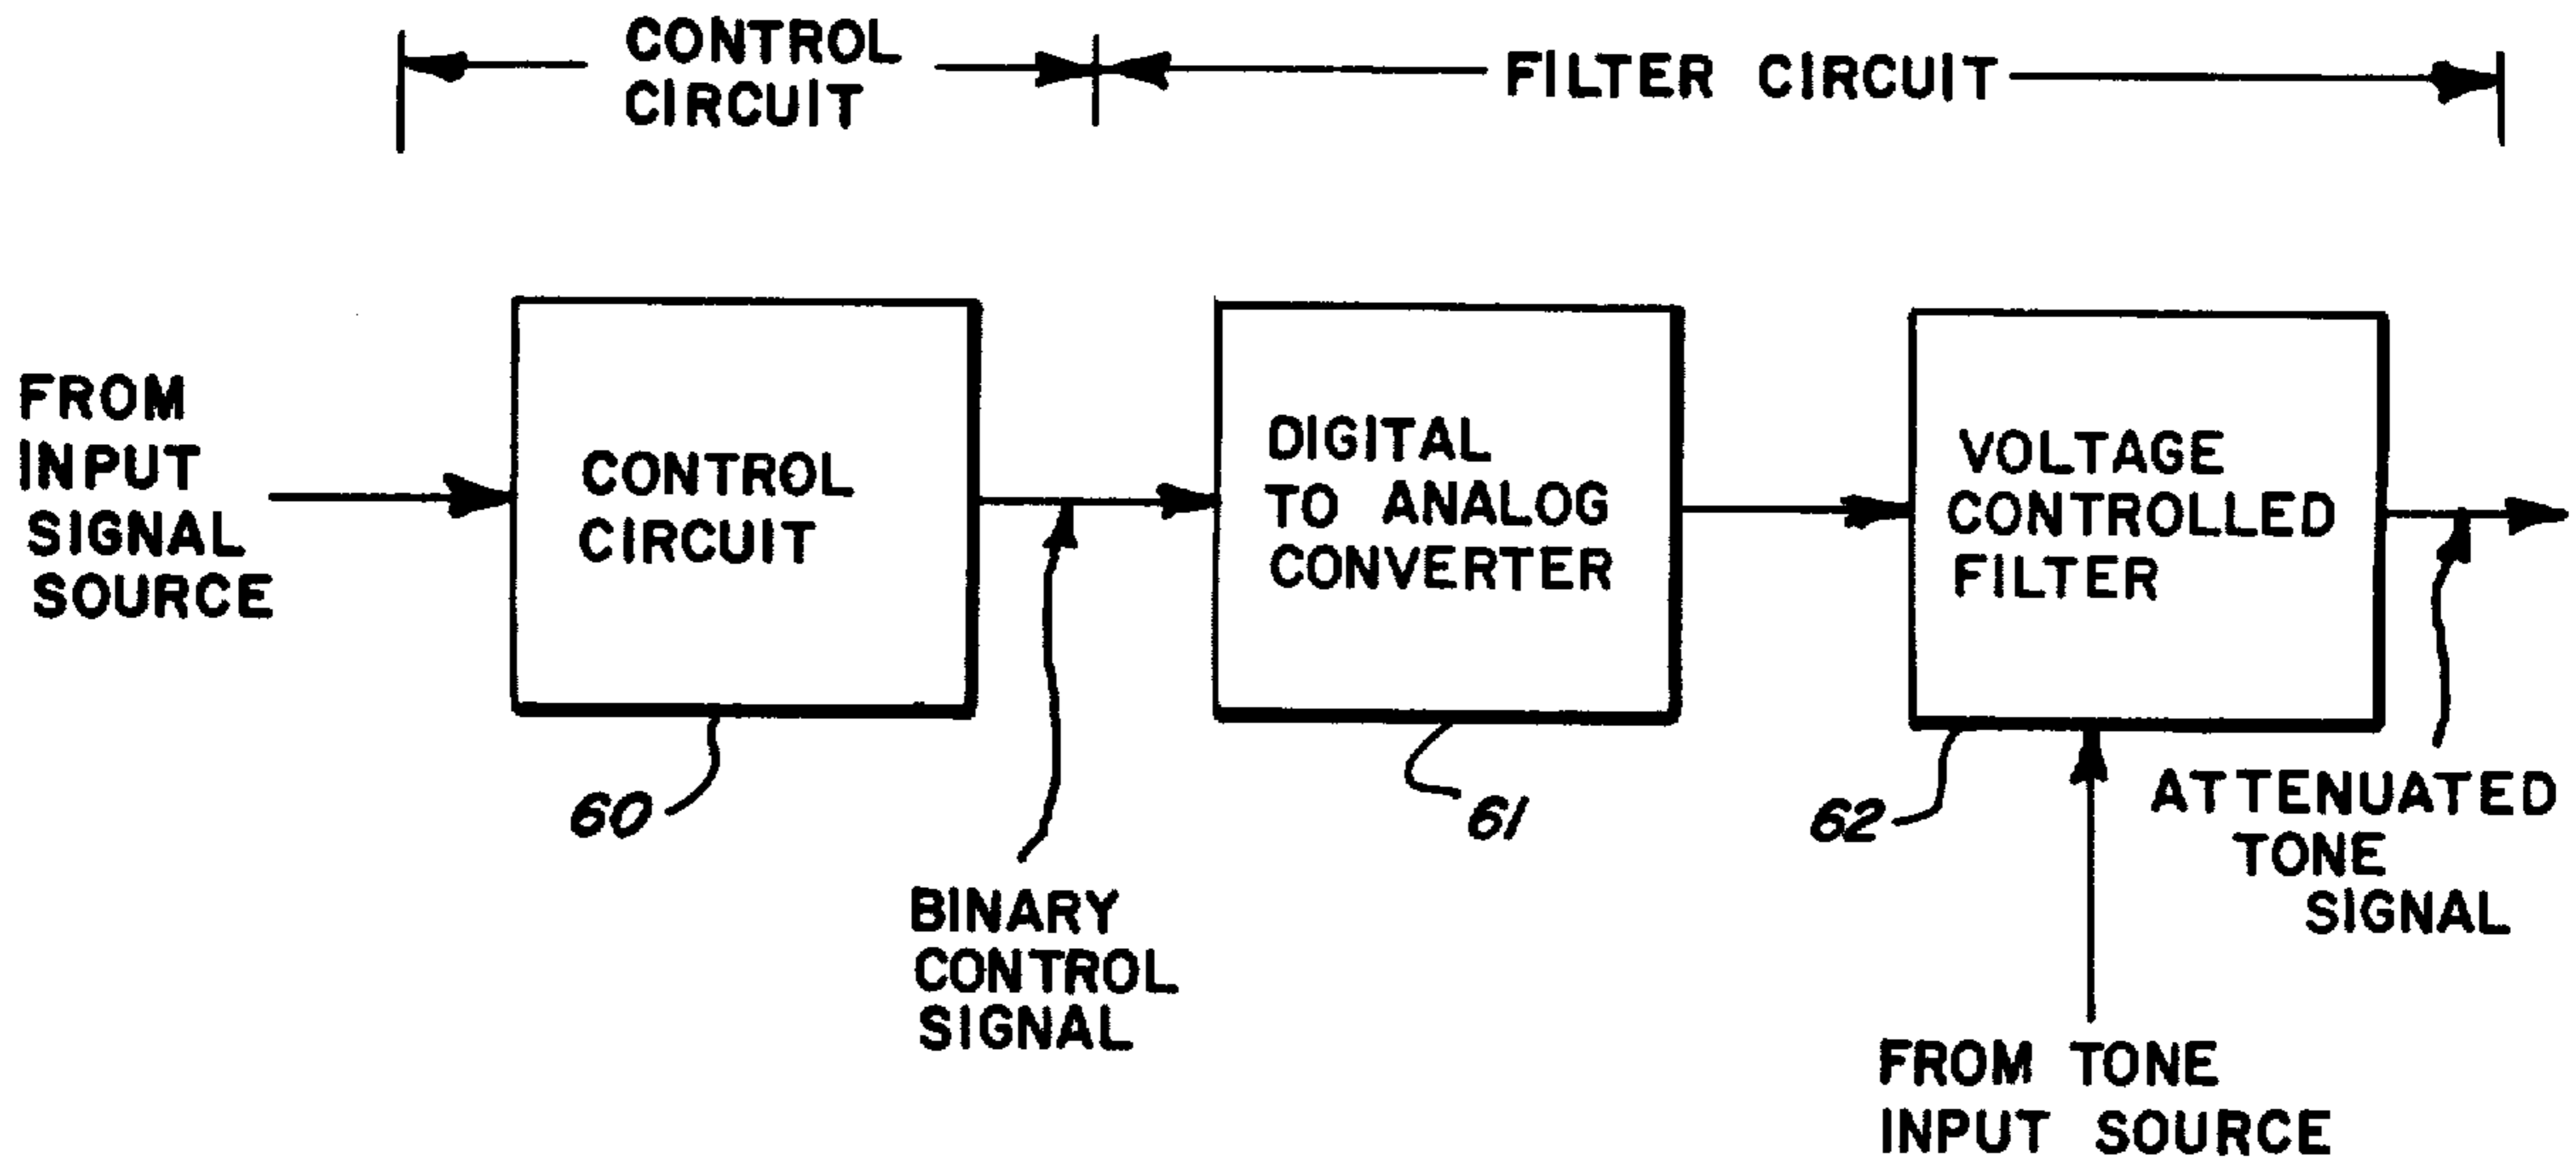 CONTROL
CIRCUIT
FILTER CIRCUIT
FROM
INPUT
SIGNAL
SOURCE
CONTROL
CIRCUIT
DIGITAL
TO ANALOG
CONVERTER
VOLTAGE
CONTROLLED
FILTER
60
61
62
BINARY
CONTROL
SIGNAL
ATTENUATED
TONE
SIGNAL
FROM TONE
INPUT SOURCE